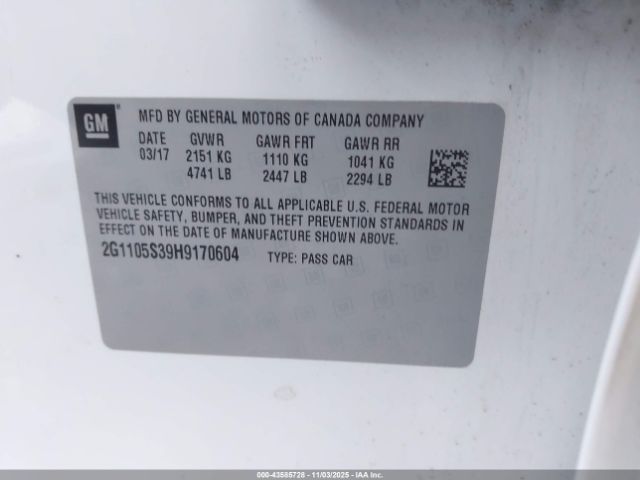 GM
MFD BY GENERAL MOTORS OF CANADA COMPANY
DATE GVWR GAWR FRT GAWR RR
03/17 2151 KG 1110 KG 1041 KG
4741 LB 2447 LB 2294 LB
THIS VEHICLE CONFORMS TO ALL APPLICABLE U.S. FEDERAL MOTOR
VEHICLE SAFETY, BUMPER, AND THEFT PREVENTION STANDARDS IN
EFFECT ON THE DATE OF MANUFACTURE SHOWN ABOVE.
2G1105S39H9170604 TYPE: PASS CAR
000-43585728 - 11/03/2025 - IAA Inc.